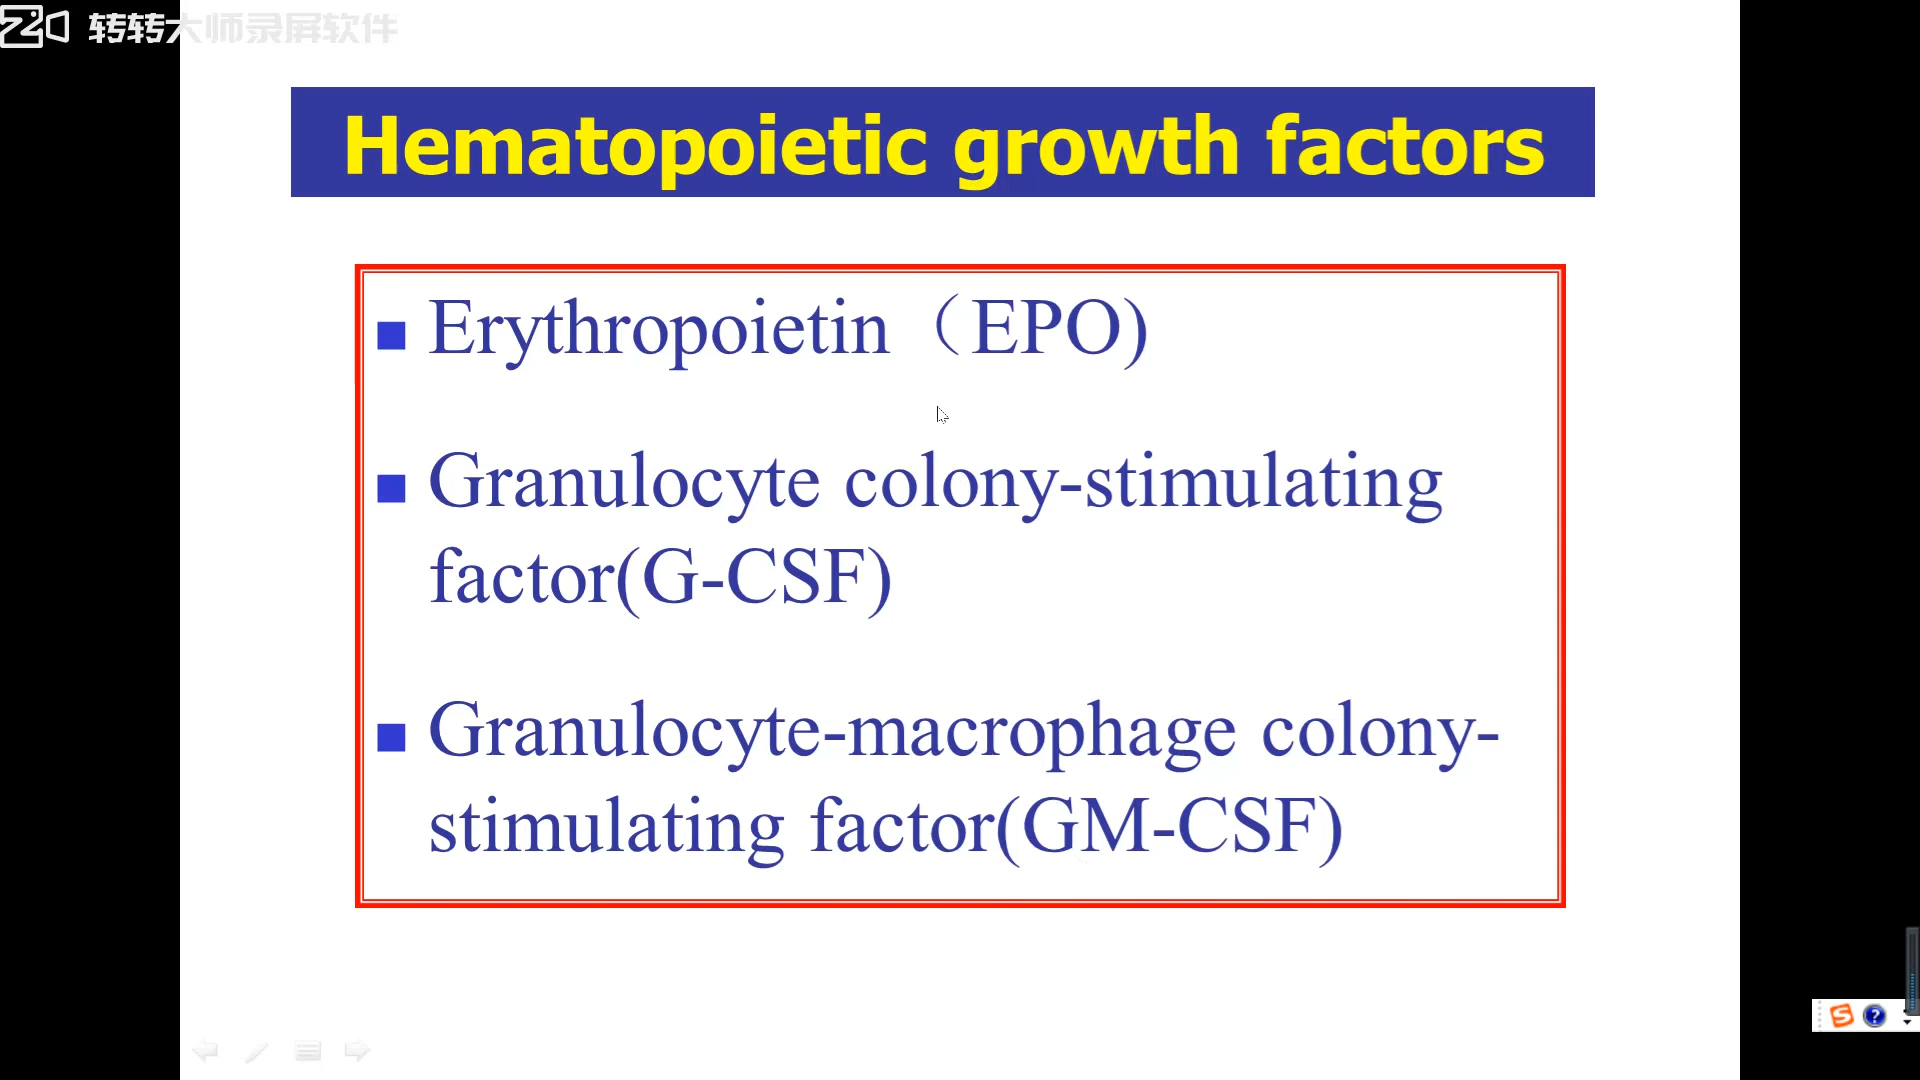 转转大师录屏软件
Hematopoietic growth factors
Erythropoietin（EPO)
Granulocyte colony-stimulating
factor(G-CSF)
Granulocyte-macrophage colony-
stimulating factor(GM-CSF)